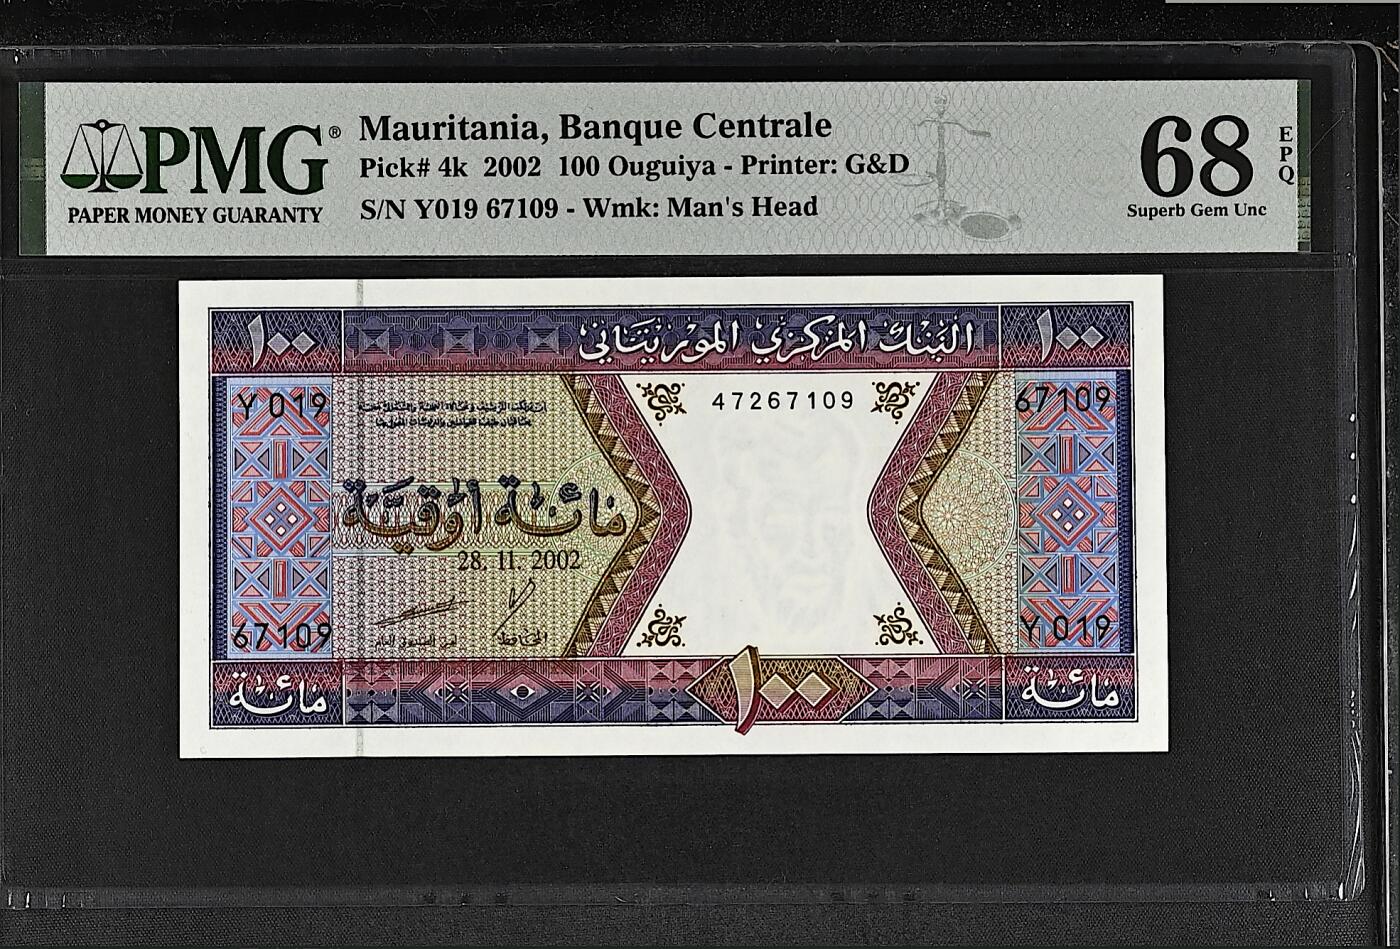 PMG®
PAPER MONEY GUARANTY
Mauritania, Banque Centrale
Pick# 4k 2002 100 Ouguiya - Printer: G&D
S/N Y019 67109 - Wmk: Man's Head
68 EPQ
Superb Gem Unc
١٠٠ البنك المركزي الموريتاني ١٠٠
Y 019 47267109 67109
مائة أوقية
28. 11. 2002
67109 المحافظ Y 019
مائة ١٠٠ مائة